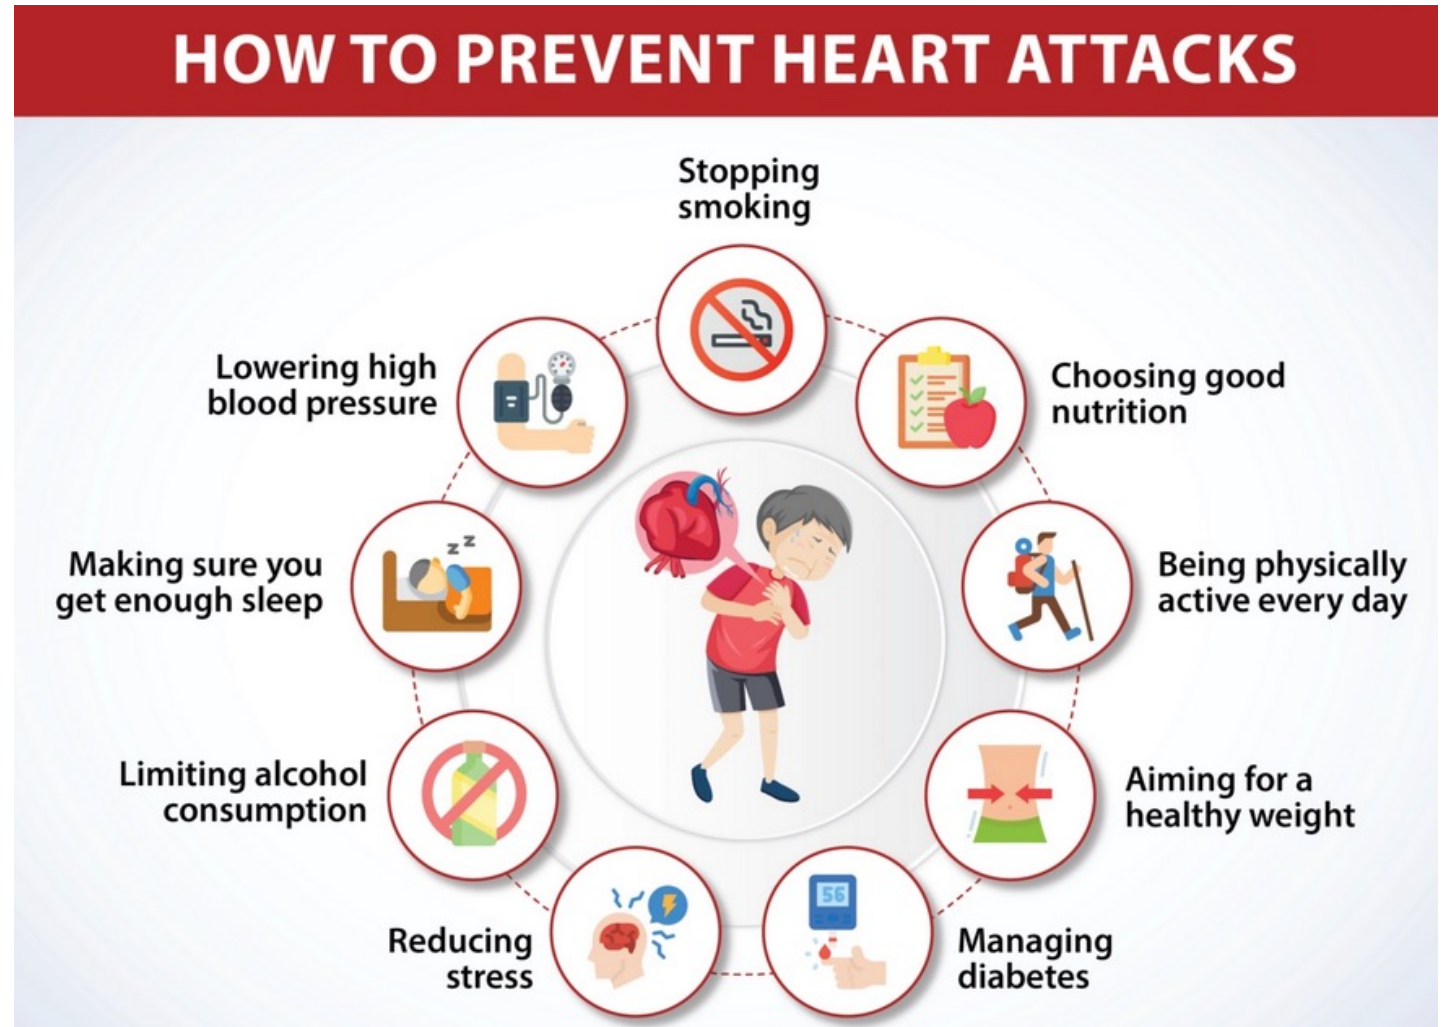 HOW TO PREVENT HEART ATTACKS
Stopping
smoking
Choosing good
nutrition
Being physically
active every day
Aiming for a
healthy weight
56
Managing
diabetes
Reducing
stress
Limiting alcohol
consumption
Making sure you
get enough sleep
z z
Lowering high
blood pressure